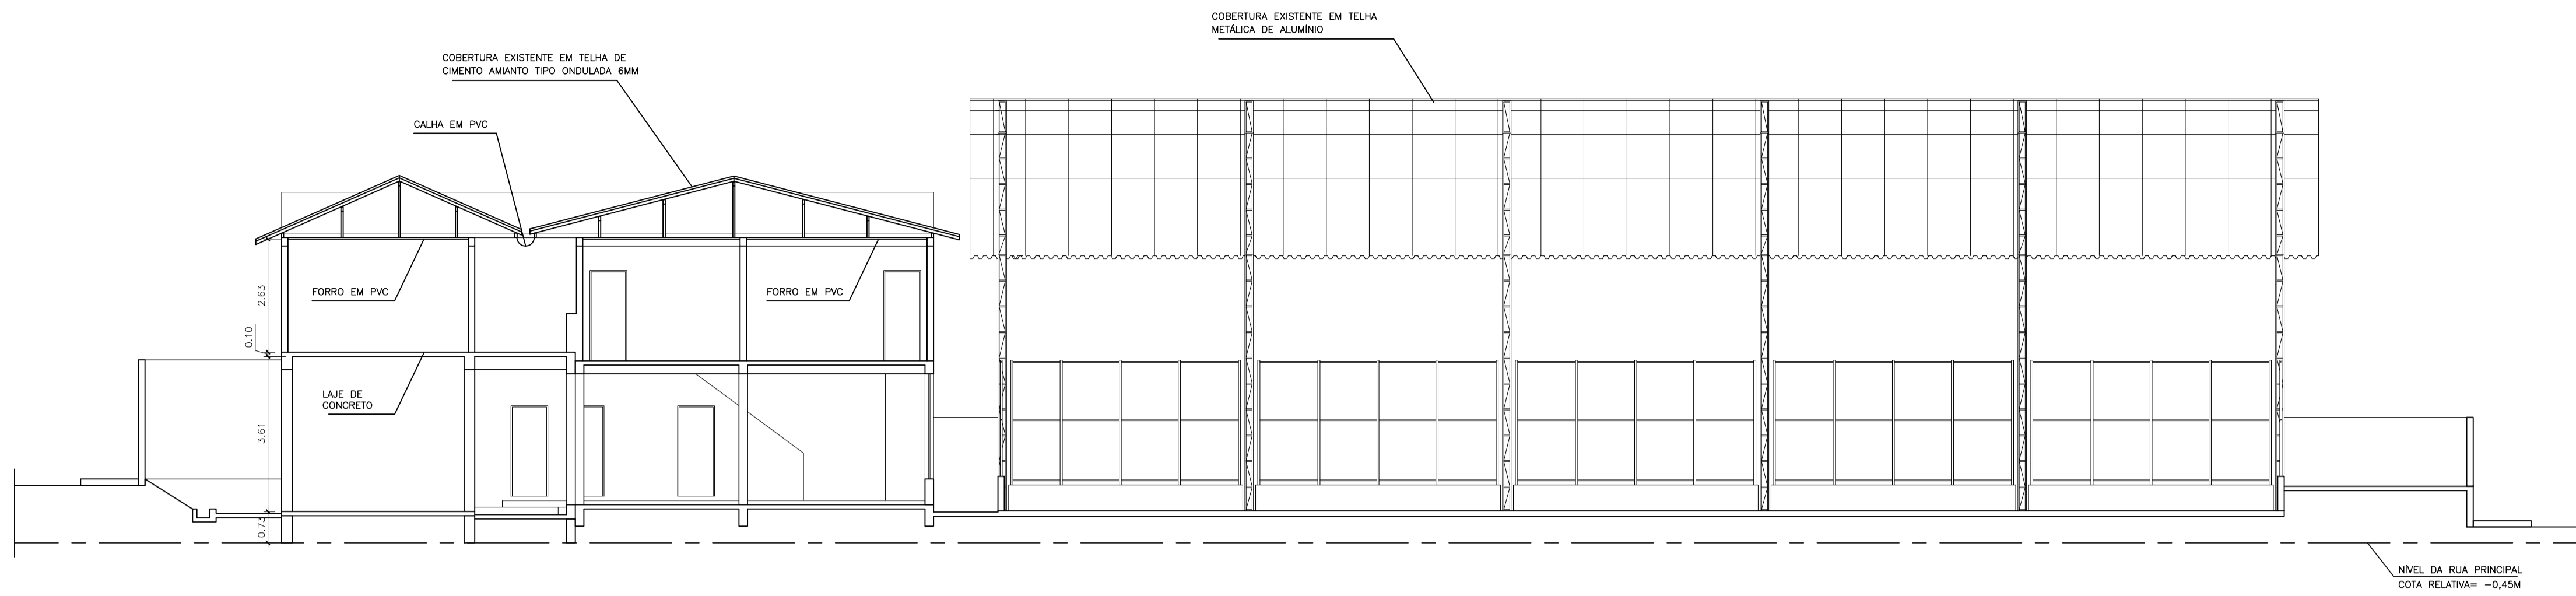 COBERTURA EXISTENTE EM TELHA
METÁLICA DE ALUMÍNIO
COBERTURA EXISTENTE EM TELHA DE
CIMENTO AMIANTO TIPO ONDULADA 6MM
CALHA EM PVC
FORRO EM PVC
FORRO EM PVC
2.63
0.10
LAJE DE
CONCRETO
3.61
0.73
NÍVEL DA RUA PRINCIPAL
COTA RELATIVA= -0,45M